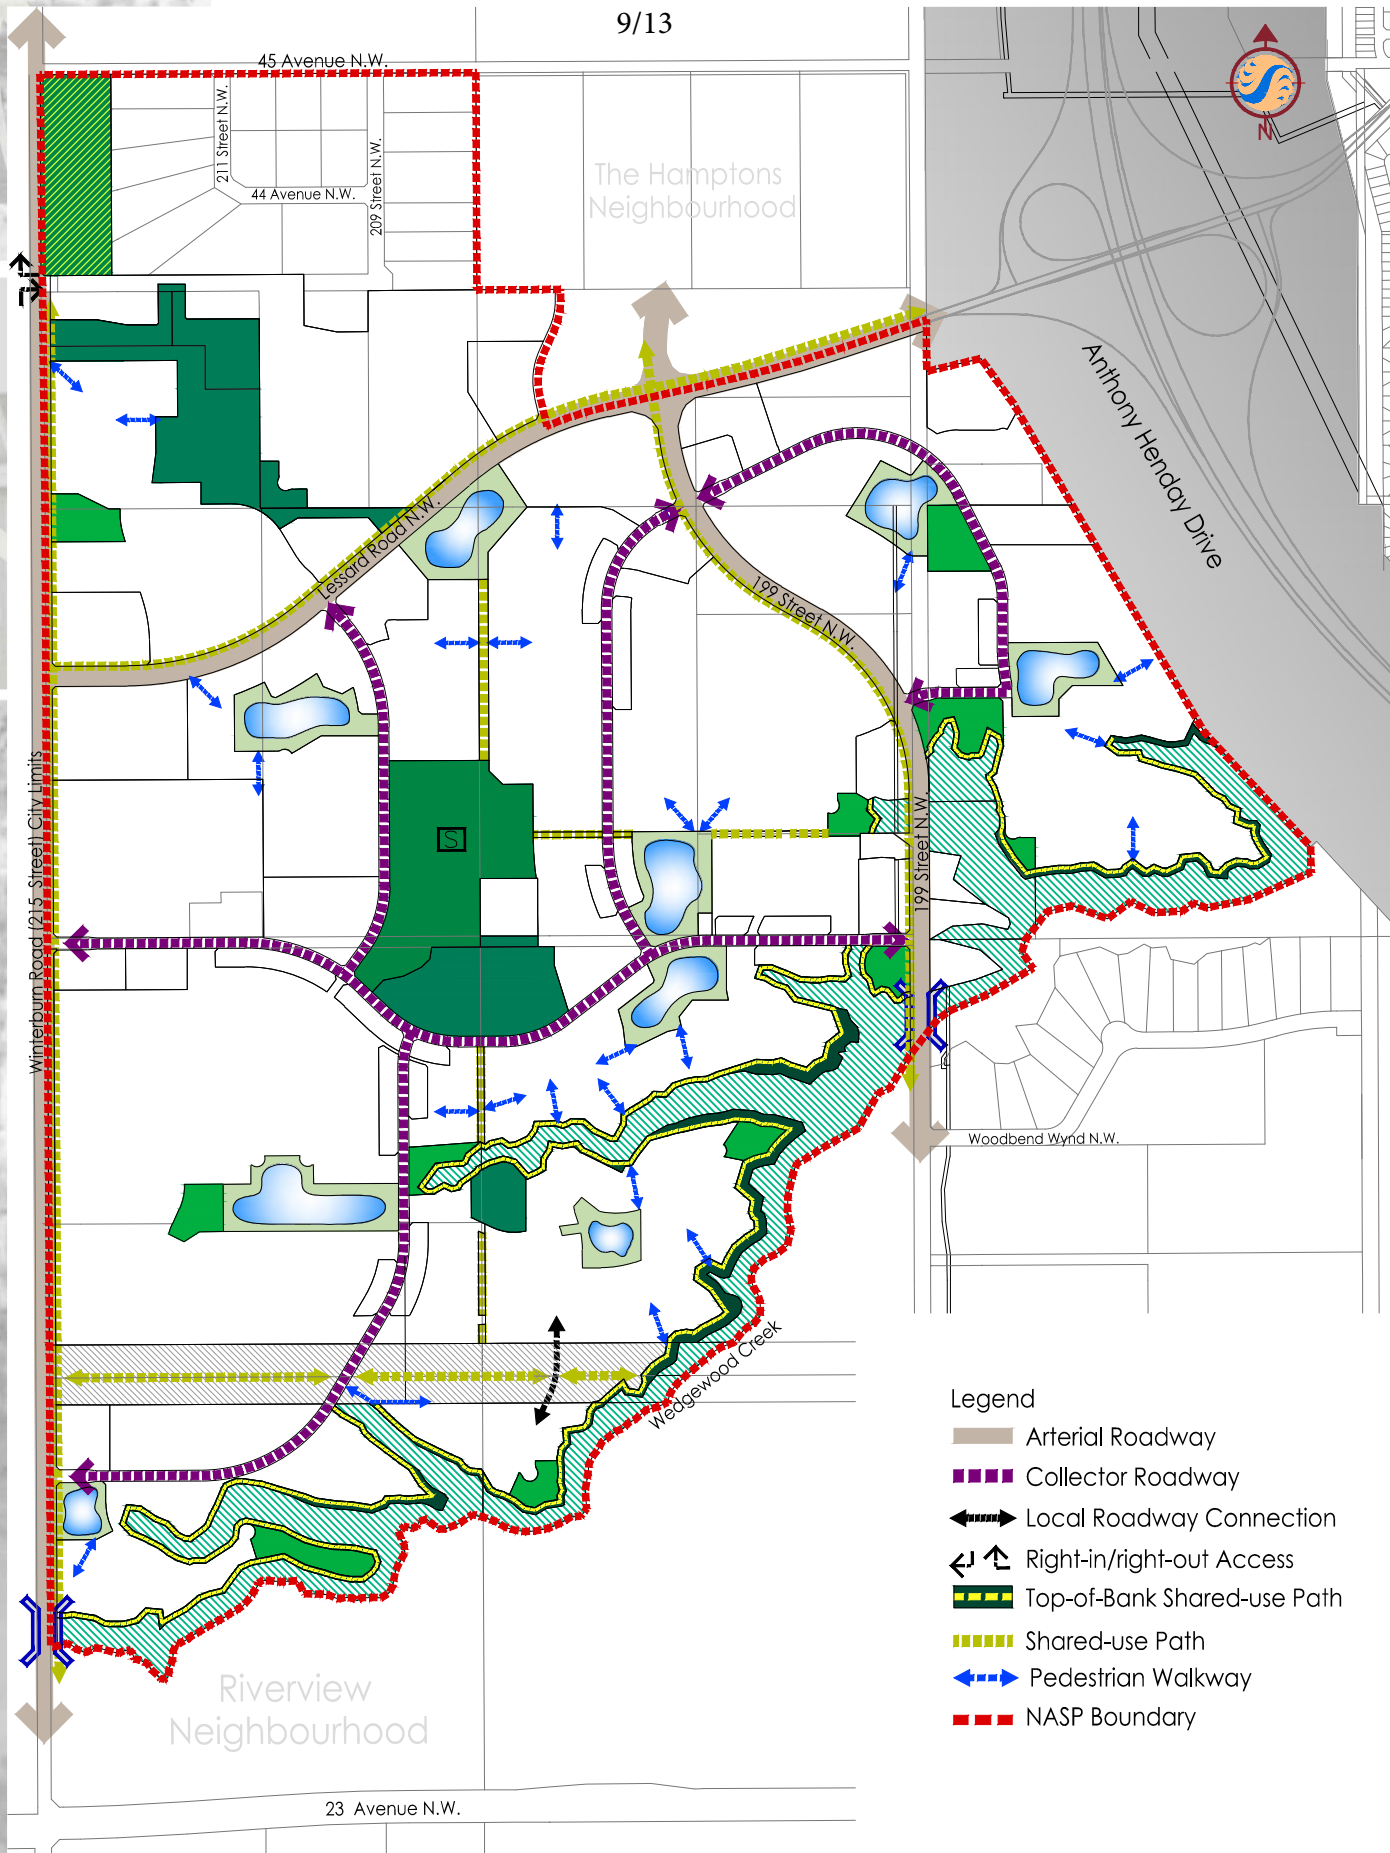 9/13
45 Avenue N.W.
211 Street N.W.
44 Avenue N.W.
209 Street N.W.
The Hamptons
Neighbourhood
N
Anthony Henday Drive
Lessard Road N.W.
199 Street N.W.
S
Winterburn Road (215 Street) City Limits
199 Street N.W.
Woodbend Wynd N.W.
Wedgewood Creek
Riverview
Neighbourhood
23 Avenue N.W.
Legend
Arterial Roadway
Collector Roadway
Local Roadway Connection
Right-in/right-out Access
Top-of-Bank Shared-use Path
Shared-use Path
Pedestrian Walkway
NASP Boundary